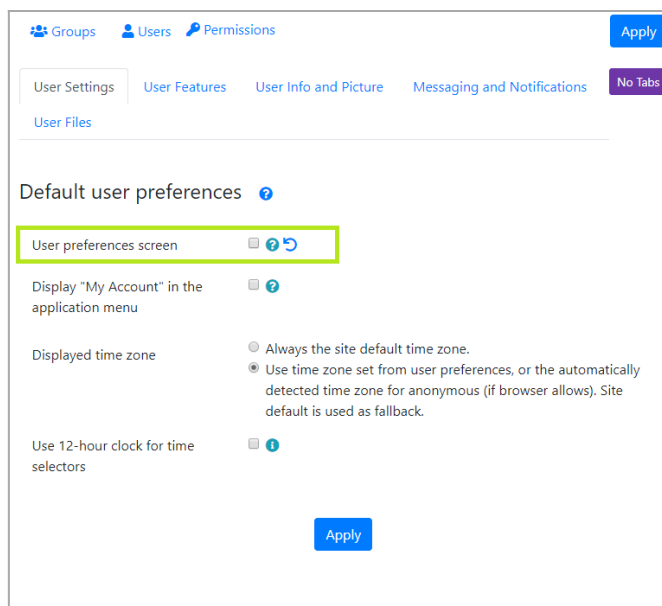 Groups Users Permissions Apply
User Settings User Features User Info and Picture Messaging and Notifications No Tabs
User Files
Default user preferences
User preferences screen
Display "My Account" in the
application menu
Displayed time zone
Always the site default time zone.
Use time zone set from user preferences, or the automatically
detected time zone for anonymous (if browser allows). Site
default is used as fallback.
Use 12-hour clock for time
selectors
Apply